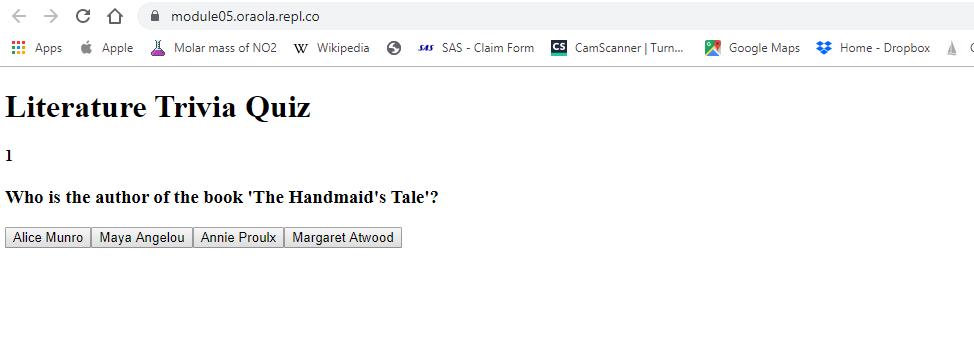 module05.oraola.repl.co
Apps Apple Molar mass of NO2 W Wikipedia SAS SAS - Claim Form CS CamScanner | Turn... Google Maps Home - Dropbox
Literature Trivia Quiz
1
Who is the author of the book 'The Handmaid's Tale'?
Alice Munro Maya Angelou Annie Proulx Margaret Atwood